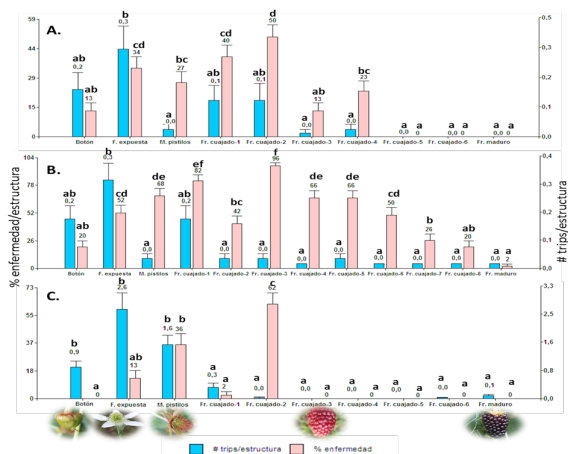 % enfermedad/estructura
# trips/estructura
A.
59 44 29 15 0
0,5 0,4 0,2 0,1 0,0
ab ab b cd a bc ab cd ab d a ab a bc a a a a a a
0,2 13 0,3 34 0,0 27 0,1 40 0,1 50 0,0 13 0,0 23 0,0 0 0,0 0 0,0 0
Botón F. expuesta M. pistilos Fr. cuajado-1 Fr. cuajado-2 Fr. cuajado-3 Fr. cuajado-4 Fr. cuajado-5 Fr. cuajado-6 Fr. maduro
B.
104 78 52 26 0
0,4 0,3 0,2 0,1 0,0
ab ab b cd a de ab ef a bc a f a de a de a cd a ab a ab a a
0,2 20 0,3 52 0,0 68 0,2 82 0,0 42 0,0 96 0,0 66 0,0 66 0,0 50 0,0 26 0,0 20 0,0 2
Botón F. expuesta M. pistilos Fr. cuajado-1 Fr. cuajado-2 Fr. cuajado-3 Fr. cuajado-4 Fr. cuajado-5 Fr. cuajado-6 Fr. cuajado-7 Fr. cuajado-8 Fr. maduro
C.
73 55 37 18 0
3,3 2,5 1,6 0,8 0,0
b a b ab b b a a c a a a a a a a a a a
0,9 0 2,6 13 1,6 36 0,3 2 62 0,0 0 0,0 0 0,0 0 0,0 0 0,1 0
Botón F. expuesta M. pistilos Fr. cuajado-1 Fr. cuajado-2 Fr. cuajado-3 Fr. cuajado-4 Fr. cuajado-5 Fr. cuajado-6 Fr. maduro
# trips/estructura % enfermedad